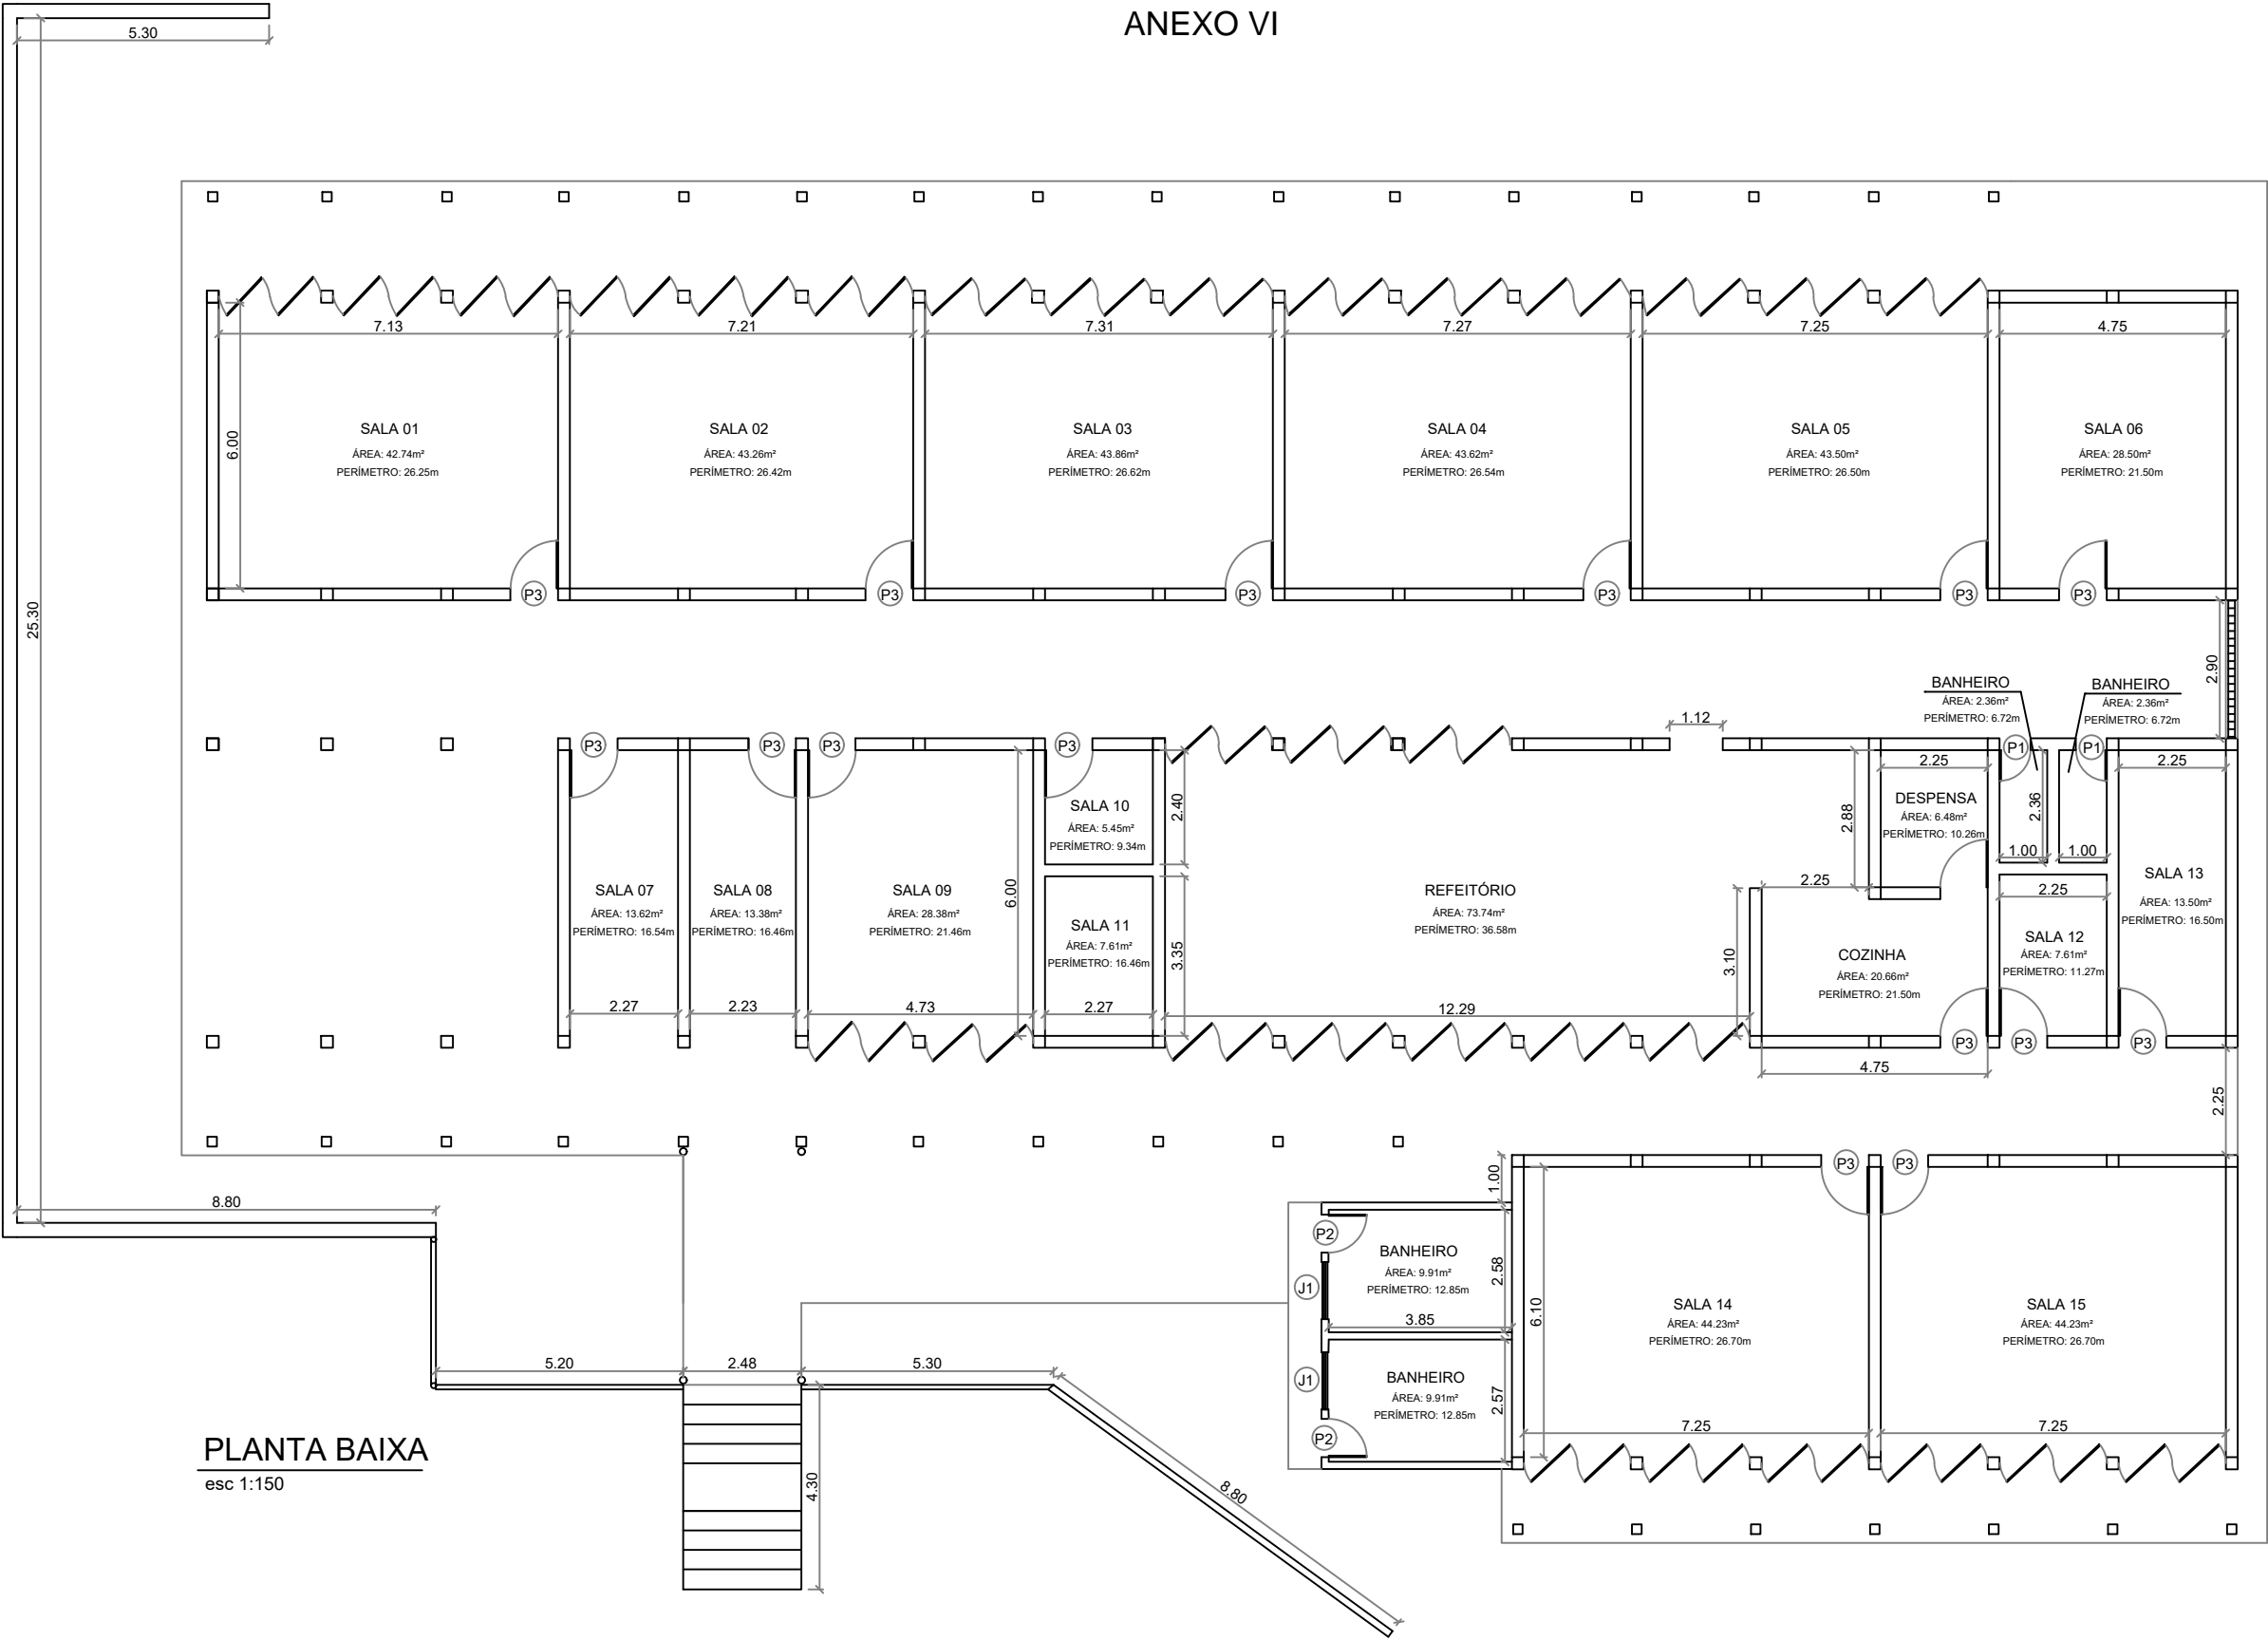 ANEXO VI
5.30
25.30
7.13
7.21
7.31
7.27
7.25
4.75
6.00
SALA 01
ÁREA: 42.74m²
PERÍMETRO: 26.25m
SALA 02
ÁREA: 43.26m²
PERÍMETRO: 26.42m
SALA 03
ÁREA: 43.86m²
PERÍMETRO: 26.62m
SALA 04
ÁREA: 43.62m²
PERÍMETRO: 26.54m
SALA 05
ÁREA: 43.50m²
PERÍMETRO: 26.50m
SALA 06
ÁREA: 28.50m²
PERÍMETRO: 21.50m
P3
P3
P3
P3
P3
P3
2.90
BANHEIRO
ÁREA: 2.36m²
PERÍMETRO: 6.72m
BANHEIRO
ÁREA: 2.36m²
PERÍMETRO: 6.72m
1.12
P3
P3
P3
P3
P1
P1
2.25
2.25
2.40
2.88
2.36
1.00
1.00
SALA 07
ÁREA: 13.62m²
PERÍMETRO: 16.54m
2.27
SALA 08
ÁREA: 13.38m²
PERÍMETRO: 16.46m
2.23
SALA 09
ÁREA: 28.38m²
PERÍMETRO: 21.46m
4.73
6.00
SALA 10
ÁREA: 5.45m²
PERÍMETRO: 9.34m
SALA 11
ÁREA: 7.61m²
PERÍMETRO: 16.46m
2.27
3.35
REFEITÓRIO
ÁREA: 73.74m²
PERÍMETRO: 36.58m
12.29
3.10
DESPENSA
ÁREA: 6.48m²
PERÍMETRO: 10.26m
2.25
COZINHA
ÁREA: 20.66m²
PERÍMETRO: 21.50m
4.75
2.25
SALA 12
ÁREA: 7.61m²
PERÍMETRO: 11.27m
SALA 13
ÁREA: 13.50m²
PERÍMETRO: 16.50m
P3
P3
P3
2.25
8.80
1.00
P3
P3
P2
J1
BANHEIRO
ÁREA: 9.91m²
PERÍMETRO: 12.85m
2.58
3.85
J1
BANHEIRO
ÁREA: 9.91m²
PERÍMETRO: 12.85m
2.57
P2
6.10
SALA 14
ÁREA: 44.23m²
PERÍMETRO: 26.70m
7.25
SALA 15
ÁREA: 44.23m²
PERÍMETRO: 26.70m
7.25
5.20
2.48
5.30
4.30
8.80
PLANTA BAIXA
esc 1:150